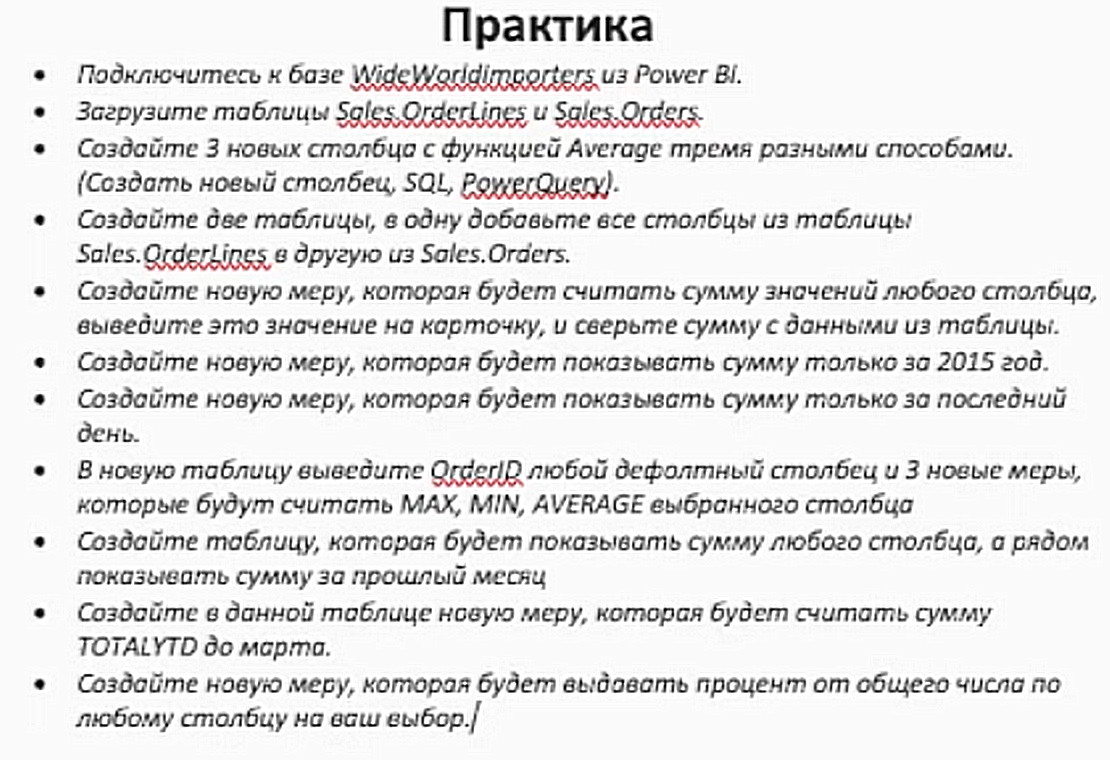 Практика
• Подключитесь к базе WideWorldImporters из Power BI.
• Загрузите таблицы Sales.OrderLines и Sales.Orders.
• Создайте 3 новых столбца с функцией Average тремя разными способами.
(Создать новый столбец, SQL, PowerQuery).
• Создайте две таблицы, в одну добавьте все столбцы из таблицы
Sales.OrderLines в другую из Sales.Orders.
• Создайте новую меру, которая будет считать сумму значений любого столбца,
выведите это значение на карточку, и сверьте сумму с данными из таблицы.
• Создайте новую меру, которая будет показывать сумму только за 2015 год.
• Создайте новую меру, которая будет показывать сумму только за последний
день.
• В новую таблицу выведите OrderID любой дефолтный столбец и 3 новые меры,
которые будут считать MAX, MIN, AVERAGE выбранного столбца
• Создайте таблицу, которая будет показывать сумму любого столбца, а рядом
показывать сумму за прошлый месяц
• Создайте в данной таблице новую меру, которая будет считать сумму
TOTALYTD до марта.
• Создайте новую меру, которая будет выдавать процент от общего числа по
любому столбцу на ваш выбор.